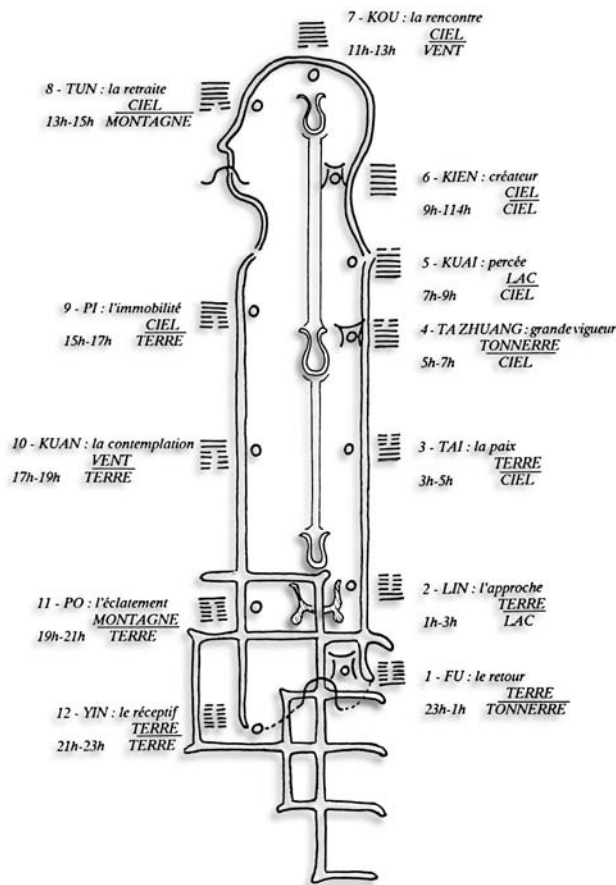 7 - KOU : la rencontre
CIEL
11h-13h VENT
8 - TUN : la retraite
CIEL
13h-15h MONTAGNE
6 - KIEN : créateur
CIEL
9h-114h CIEL
5 - KUAI : percée
LAC
7h-9h CIEL
9 - PI : l'immobilité
CIEL
15h-17h TERRE
4 - TA ZHUANG : grande vigueur
TONNERRE
5h-7h CIEL
10 - KUAN : la contemplation
VENT
17h-19h TERRE
3 - TAI : la paix
TERRE
3h-5h CIEL
2 - LIN : l'approche
TERRE
1h-3h LAC
11 - PO : l'éclatement
MONTAGNE
19h-21h TERRE
1 - FU : le retour
TERRE
23h-1h TONNERRE
12 - YIN : le réceptif
TERRE
21h-23h TERRE